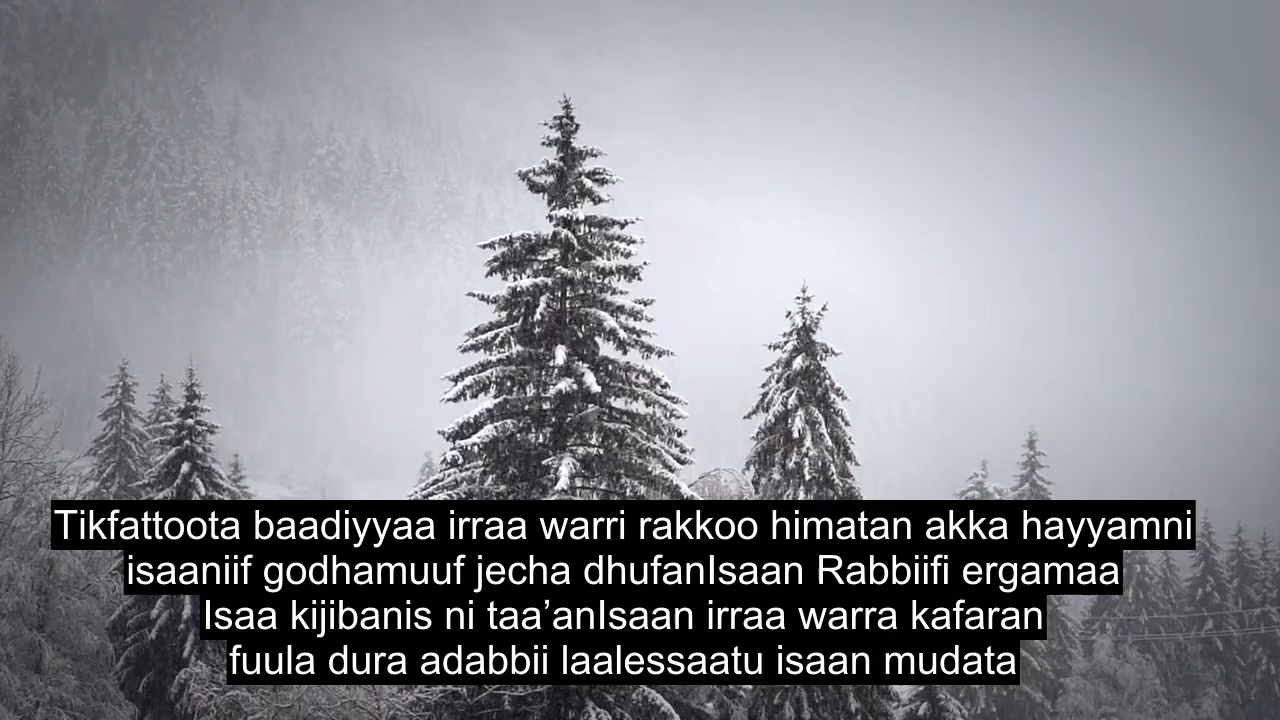 Tikfattoota baadiyyaa irraa warri rakkoo himatan akka hayyamni
isaaniif godhamuuf jecha dhufanIsaan Rabbiifi ergamaa
Isaa kijibanis ni taa’anIsaan irraa warra kafaran
fuula dura adabbii laalessaatu isaan mudata